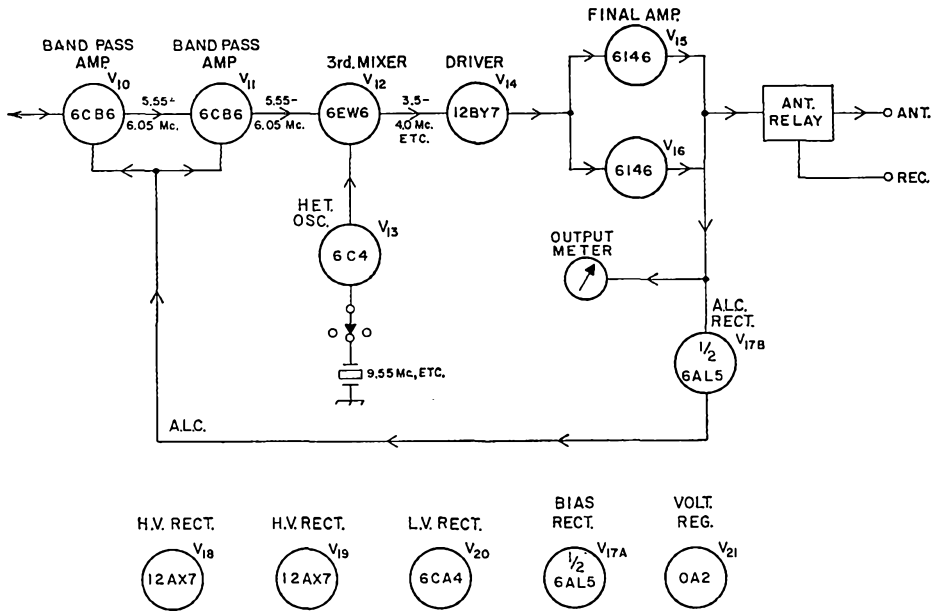 FINAL AMP.
V15
6146
BAND PASS
AMP.
V10
6CB6
5.55-
6.05 Mc.
BAND PASS
AMP
V11
6CB6
5.55-
6.05 Mc.
3rd. MIXER
V12
6EW6
3.5-
4.0 Mc.
ETC.
DRIVER
V14
12BY7
V16
6146
ANT.
RELAY
ANT.
REC.
HET.
OSC.
V13
6C4
9.55 Mc., ETC.
OUTPUT
METER
A.L.C.
RECT.
V17B
1/2
6AL5
A.L.C.
H.V. RECT.
V18
12AX7
H.V. RECT.
V19
12AX7
L.V. RECT.
V20
6CA4
BIAS
RECT.
V17A
1/2
6AL5
VOLT.
REG.
V21
OA2